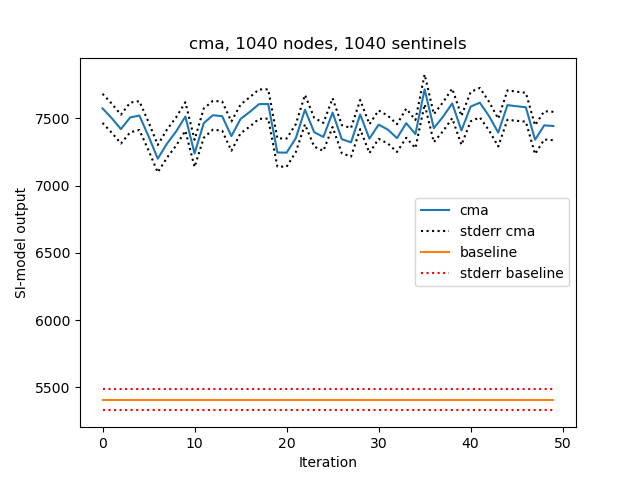 cma, 1040 nodes, 1040 sentinels
7500
7000
6500
6000
5500
SI-model output
cma
stderr cma
baseline
stderr baseline
0 10 20 30 40 50
Iteration